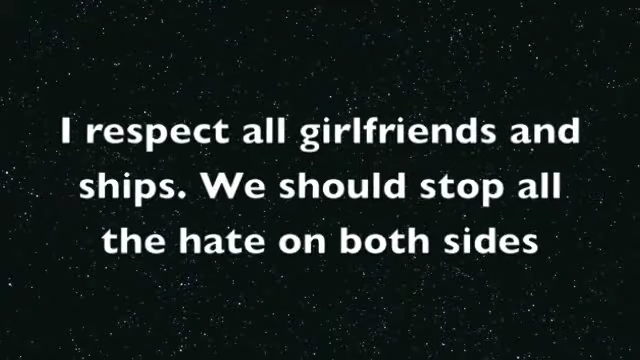 I respect all girlfriends and
ships. We should stop all
the hate on both sides